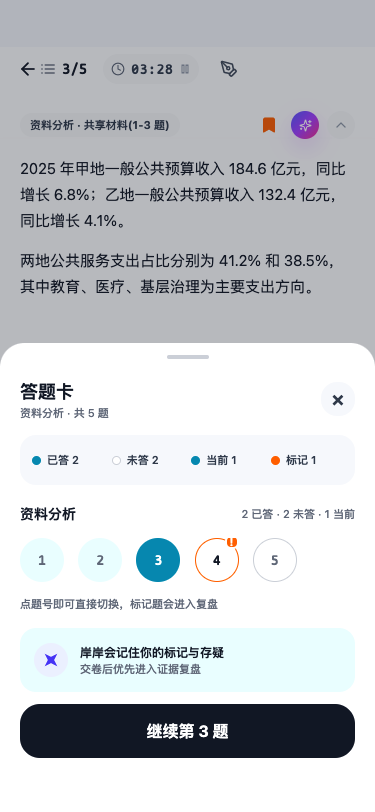 3/5
03:28
资料分析 · 共享材料(1-3 题)
2025 年甲地一般公共预算收入 184.6 亿元，同比
增长 6.8%；乙地一般公共预算收入 132.4 亿元，
同比增长 4.1%。
两地公共服务支出占比分别为 41.2% 和 38.5%，
其中教育、医疗、基层治理为主要支出方向。
答题卡
资料分析 · 共 5 题
已答 2 未答 2 当前 1 标记 1
资料分析 2 已答 · 2 未答 · 1 当前
1 2 3 4 ! 5
点题号即可直接切换，标记题会进入复盘
岸岸会记住你的标记与存疑
交卷后优先进入证据复盘
继续第 3 题